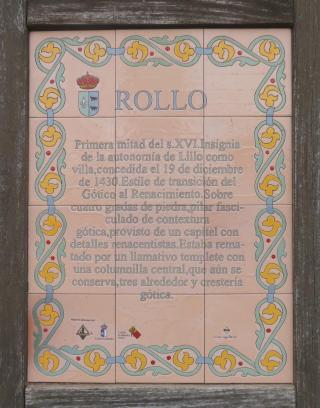 ROLLO
Primera mitad del s.XVI.Insignia
de la autonomía de Lillo como
villa,concedida el 19 de diciembre
de 1430.Estilo de transición del
Gótico al Renacimiento.Sobre
cuatro gradas de piedra,pilar fasci-
culado de contextura
gótica,provisto de un capitel con
detalles renacentistas.Estaba rema-
tado por un llamativo templete con
una columnilla central,que aún se
conserva,tres alrededor y crestería
gótica.